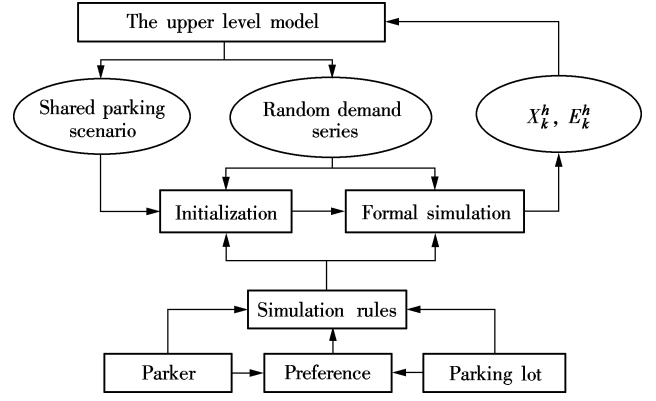 The upper level model
Shared parking
scenario
Random demand
series
X_k^h, E_k^h
Initialization
Formal simulation
Simulation rules
Parker
Preference
Parking lot